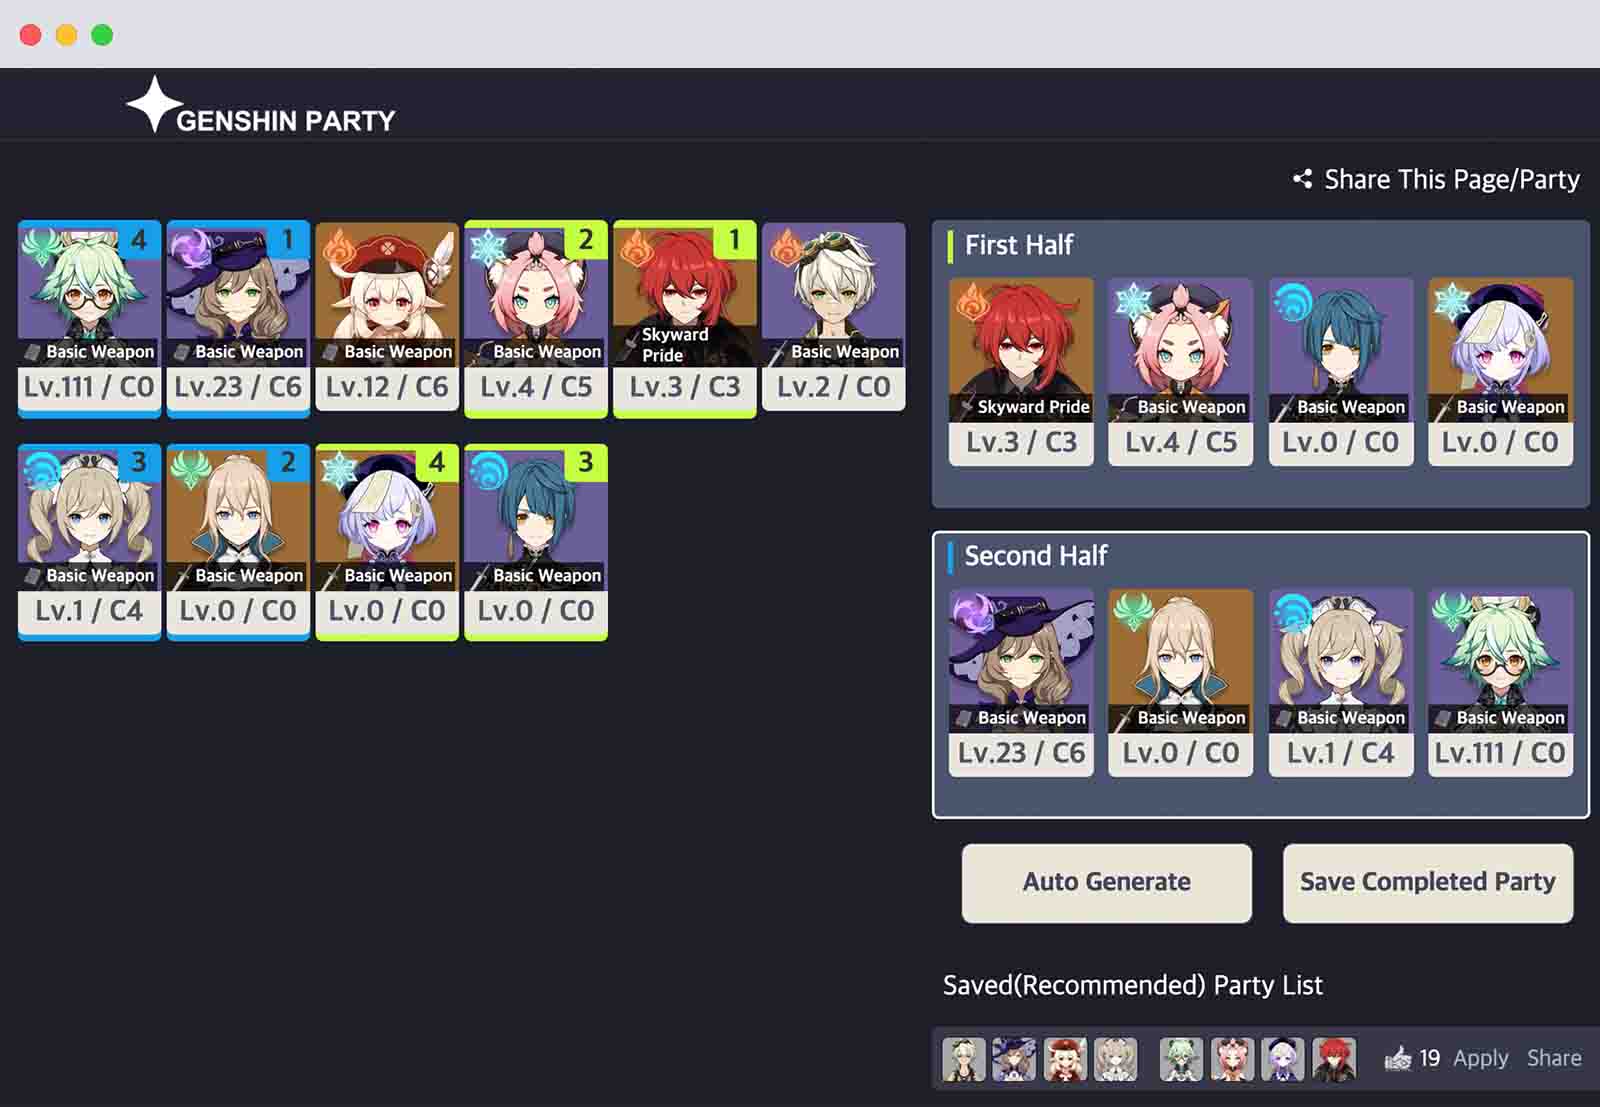 GENSHIN PARTY
Share This Page/Party
4
Basic Weapon
Lv.111 / C0
1
Basic Weapon
Lv.23 / C6
Basic Weapon
Lv.12 / C6
2
Basic Weapon
Lv.4 / C5
1
Skyward
Pride
Lv.3 / C3
Basic Weapon
Lv.2 / C0
3
Basic Weapon
Lv.1 / C4
2
Basic Weapon
Lv.0 / C0
4
Basic Weapon
Lv.0 / C0
3
Basic Weapon
Lv.0 / C0
First Half
Skyward Pride
Lv.3 / C3
Basic Weapon
Lv.4 / C5
Basic Weapon
Lv.0 / C0
Basic Weapon
Lv.0 / C0
Second Half
Basic Weapon
Lv.23 / C6
Basic Weapon
Lv.0 / C0
Basic Weapon
Lv.1 / C4
Basic Weapon
Lv.111 / C0
Auto Generate
Save Completed Party
Saved(Recommended) Party List
19 Apply Share